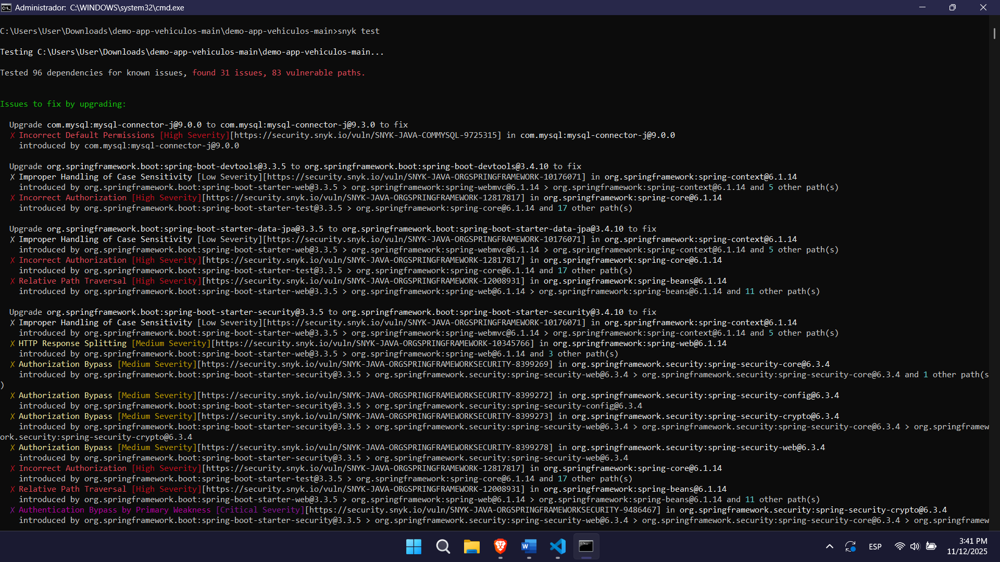 Administrador: C:\WINDOWS\system32\cmd.exe
C:\Users\User\Downloads\demo-app-vehiculos-main\demo-app-vehiculos-main>snyk test
Testing C:\Users\User\Downloads\demo-app-vehiculos-main\demo-app-vehiculos-main...
Tested 96 dependencies for known issues, found 31 issues, 83 vulnerable paths.
Issues to fix by upgrading:
Upgrade com.mysql:mysql-connector-j@9.0.0 to com.mysql:mysql-connector-j@9.3.0 to fix
✗ Incorrect Default Permissions [High Severity][https://security.snyk.io/vuln/SNYK-JAVA-COMMYSQL-9725315] in com.mysql:mysql-connector-j@9.0.0
introduced by com.mysql:mysql-connector-j@9.0.0
Upgrade org.springframework.boot:spring-boot-devtools@3.3.5 to org.springframework.boot:spring-boot-devtools@3.4.10 to fix
✗ Improper Handling of Case Sensitivity [Low Severity][https://security.snyk.io/vuln/SNYK-JAVA-ORGSPRINGFRAMEWORK-10176071] in org.springframework:spring-context@6.1.14
introduced by org.springframework.boot:spring-boot-starter-web@3.3.5 > org.springframework:spring-webmvc@6.1.14 > org.springframework:spring-context@6.1.14 and 5 other path(s)
✗ Incorrect Authorization [High Severity][https://security.snyk.io/vuln/SNYK-JAVA-ORGSPRINGFRAMEWORK-12817817] in org.springframework:spring-core@6.1.14
introduced by org.springframework.boot:spring-boot-starter-test@3.3.5 > org.springframework:spring-core@6.1.14 and 17 other path(s)
Upgrade org.springframework.boot:spring-boot-starter-data-jpa@3.3.5 to org.springframework.boot:spring-boot-starter-data-jpa@3.4.10 to fix
✗ Improper Handling of Case Sensitivity [Low Severity][https://security.snyk.io/vuln/SNYK-JAVA-ORGSPRINGFRAMEWORK-10176071] in org.springframework:spring-context@6.1.14
introduced by org.springframework.boot:spring-boot-starter-web@3.3.5 > org.springframework:spring-webmvc@6.1.14 > org.springframework:spring-context@6.1.14 and 5 other path(s)
✗ Incorrect Authorization [High Severity][https://security.snyk.io/vuln/SNYK-JAVA-ORGSPRINGFRAMEWORK-12817817] in org.springframework:spring-core@6.1.14
introduced by org.springframework.boot:spring-boot-starter-test@3.3.5 > org.springframework:spring-core@6.1.14 and 17 other path(s)
✗ Relative Path Traversal [High Severity][https://security.snyk.io/vuln/SNYK-JAVA-ORGSPRINGFRAMEWORK-12008931] in org.springframework:spring-beans@6.1.14
introduced by org.springframework.boot:spring-boot-starter-web@3.3.5 > org.springframework:spring-web@6.1.14 > org.springframework:spring-beans@6.1.14 and 11 other path(s)
Upgrade org.springframework.boot:spring-boot-starter-security@3.3.5 to org.springframework.boot:spring-boot-starter-security@3.4.10 to fix
✗ Improper Handling of Case Sensitivity [Low Severity][https://security.snyk.io/vuln/SNYK-JAVA-ORGSPRINGFRAMEWORK-10176071] in org.springframework:spring-context@6.1.14
introduced by org.springframework.boot:spring-boot-starter-web@3.3.5 > org.springframework:spring-webmvc@6.1.14 > org.springframework:spring-context@6.1.14 and 5 other path(s)
✗ HTTP Response Splitting [Medium Severity][https://security.snyk.io/vuln/SNYK-JAVA-ORGSPRINGFRAMEWORK-10345766] in org.springframework:spring-web@6.1.14
introduced by org.springframework.boot:spring-boot-starter-web@3.3.5 > org.springframework:spring-web@6.1.14 and 3 other path(s)
✗ Authorization Bypass [Medium Severity][https://security.snyk.io/vuln/SNYK-JAVA-ORGSPRINGFRAMEWORKSECURITY-8399269] in org.springframework.security:spring-security-core@6.3.4
introduced by org.springframework.boot:spring-boot-starter-security@3.3.5 > org.springframework.security:spring-security-web@6.3.4 > org.springframework.security:spring-security-core@6.3.4 and 1 other path(s
)
✗ Authorization Bypass [Medium Severity][https://security.snyk.io/vuln/SNYK-JAVA-ORGSPRINGFRAMEWORKSECURITY-8399272] in org.springframework.security:spring-security-config@6.3.4
introduced by org.springframework.boot:spring-boot-starter-security@3.3.5 > org.springframework.security:spring-security-config@6.3.4
✗ Authorization Bypass [Medium Severity][https://security.snyk.io/vuln/SNYK-JAVA-ORGSPRINGFRAMEWORKSECURITY-8399273] in org.springframework.security:spring-security-crypto@6.3.4
introduced by org.springframework.boot:spring-boot-starter-security@3.3.5 > org.springframework.security:spring-security-web@6.3.4 > org.springframework.security:spring-security-core@6.3.4 > org.springframew
ork.security:spring-security-crypto@6.3.4
✗ Authorization Bypass [Medium Severity][https://security.snyk.io/vuln/SNYK-JAVA-ORGSPRINGFRAMEWORKSECURITY-8399278] in org.springframework.security:spring-security-web@6.3.4
introduced by org.springframework.boot:spring-boot-starter-security@3.3.5 > org.springframework.security:spring-security-web@6.3.4
✗ Incorrect Authorization [High Severity][https://security.snyk.io/vuln/SNYK-JAVA-ORGSPRINGFRAMEWORK-12817817] in org.springframework:spring-core@6.1.14
introduced by org.springframework.boot:spring-boot-starter-test@3.3.5 > org.springframework:spring-core@6.1.14 and 17 other path(s)
✗ Relative Path Traversal [High Severity][https://security.snyk.io/vuln/SNYK-JAVA-ORGSPRINGFRAMEWORK-12008931] in org.springframework:spring-beans@6.1.14
introduced by org.springframework.boot:spring-boot-starter-web@3.3.5 > org.springframework:spring-web@6.1.14 > org.springframework:spring-beans@6.1.14 and 11 other path(s)
✗ Authentication Bypass by Primary Weakness [Critical Severity][https://security.snyk.io/vuln/SNYK-JAVA-ORGSPRINGFRAMEWORKSECURITY-9486467] in org.springframework.security:spring-security-crypto@6.3.4
introduced by org.springframework.boot:spring-boot-starter-security@3.3.5 > org.springframework.security:spring-security-web@6.3.4 > org.springframework.security:spring-security-core@6.3.4 > org.springframew
ESP
3:41 PM
11/12/2025